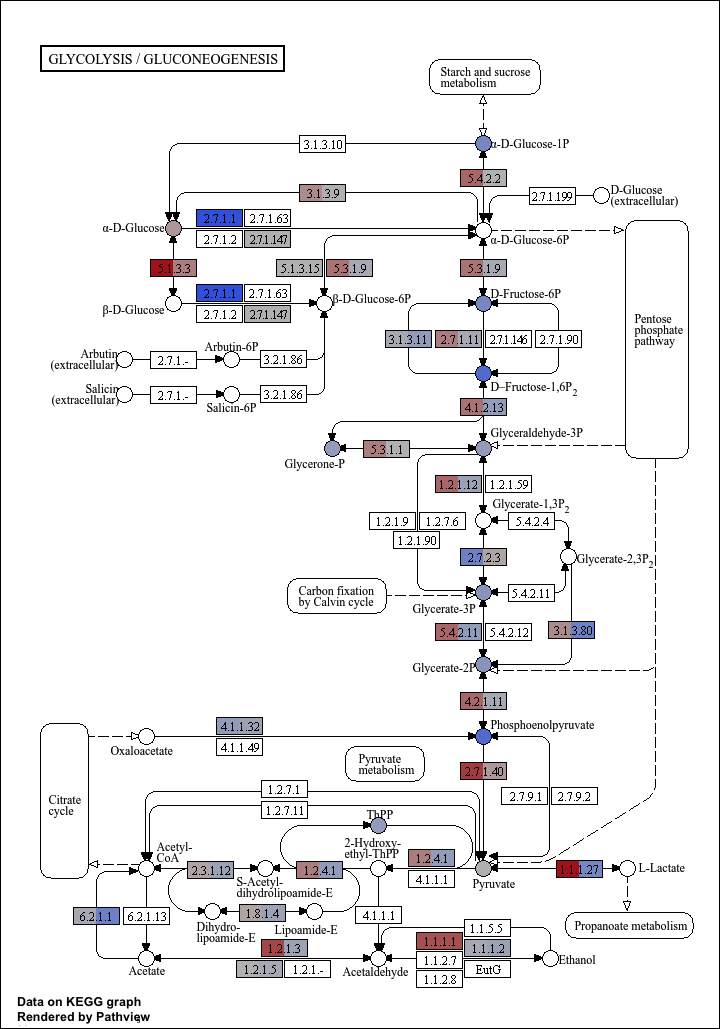 GLYCOLYSIS / GLUCONEOGENESIS
Starch and sucrose
metabolism
3.1.3.10
α-D-Glucose-1P
5.4.2.2
3.1.3.9
2.7.1.199
D-Glucose
(extracellular)
2.7.1.1
2.7.1.63
α-D-Glucose
2.7.1.2
2.7.1.147
α-D-Glucose-6P
5.1.3.3
5.1.3.15
5.3.1.9
5.3.1.9
2.7.1.1
2.7.1.63
D-Fructose-6P
β-D-Glucose
β-D-Glucose-6P
2.7.1.2
2.7.1.147
Pentose
phosphate
pathway
3.1.3.11
2.7.1.11
2.7.1.146
2.7.1.90
Arbutin
(extracellular)
2.7.1.-
Arbutin-6P
3.2.1.86
D-Fructose-1,6P2
Salicin
(extracellular)
2.7.1.-
Salicin-6P
3.2.1.86
4.1.2.13
Glyceraldehyde-3P
5.3.1.1
Glycerone-P
1.2.1.12
1.2.1.59
Glycerate-1,3P2
1.2.1.9
1.2.7.6
5.4.2.4
1.2.1.90
2.7.2.3
Glycerate-2,3P2
Carbon fixation
by Calvin cycle
5.4.2.11
Glycerate-3P
5.4.2.11
5.4.2.12
3.1.3.80
Glycerate-2P
4.2.1.11
4.1.1.32
Phosphoenolpyruvate
Oxaloacetate
4.1.1.49
Pyruvate
metabolism
2.7.1.40
Citrate
cycle
1.2.7.1
2.7.9.1
2.7.9.2
1.2.7.11
ThPP
Acetyl-
CoA
2-Hydroxy-
ethyl-ThPP
2.3.1.12
1.2.4.1
1.2.4.1
1.1.1.27
L-Lactate
S-Acetyl-
dihydrolipoamide-E
4.1.1.1
Pyruvate
6.2.1.1
6.2.1.13
1.8.1.4
4.1.1.1
Dihydro-
lipoamide-E
Lipoamide-E
Propanoate metabolism
1.1.5.5
1.2.1.3
1.1.1.1
1.1.1.2
1.1.2.7
Acetate
1.2.1.5
1.2.1.-
Acetaldehyde
EutG
Ethanol
1.1.2.8
Data on KEGG graph
Rendered by Pathview